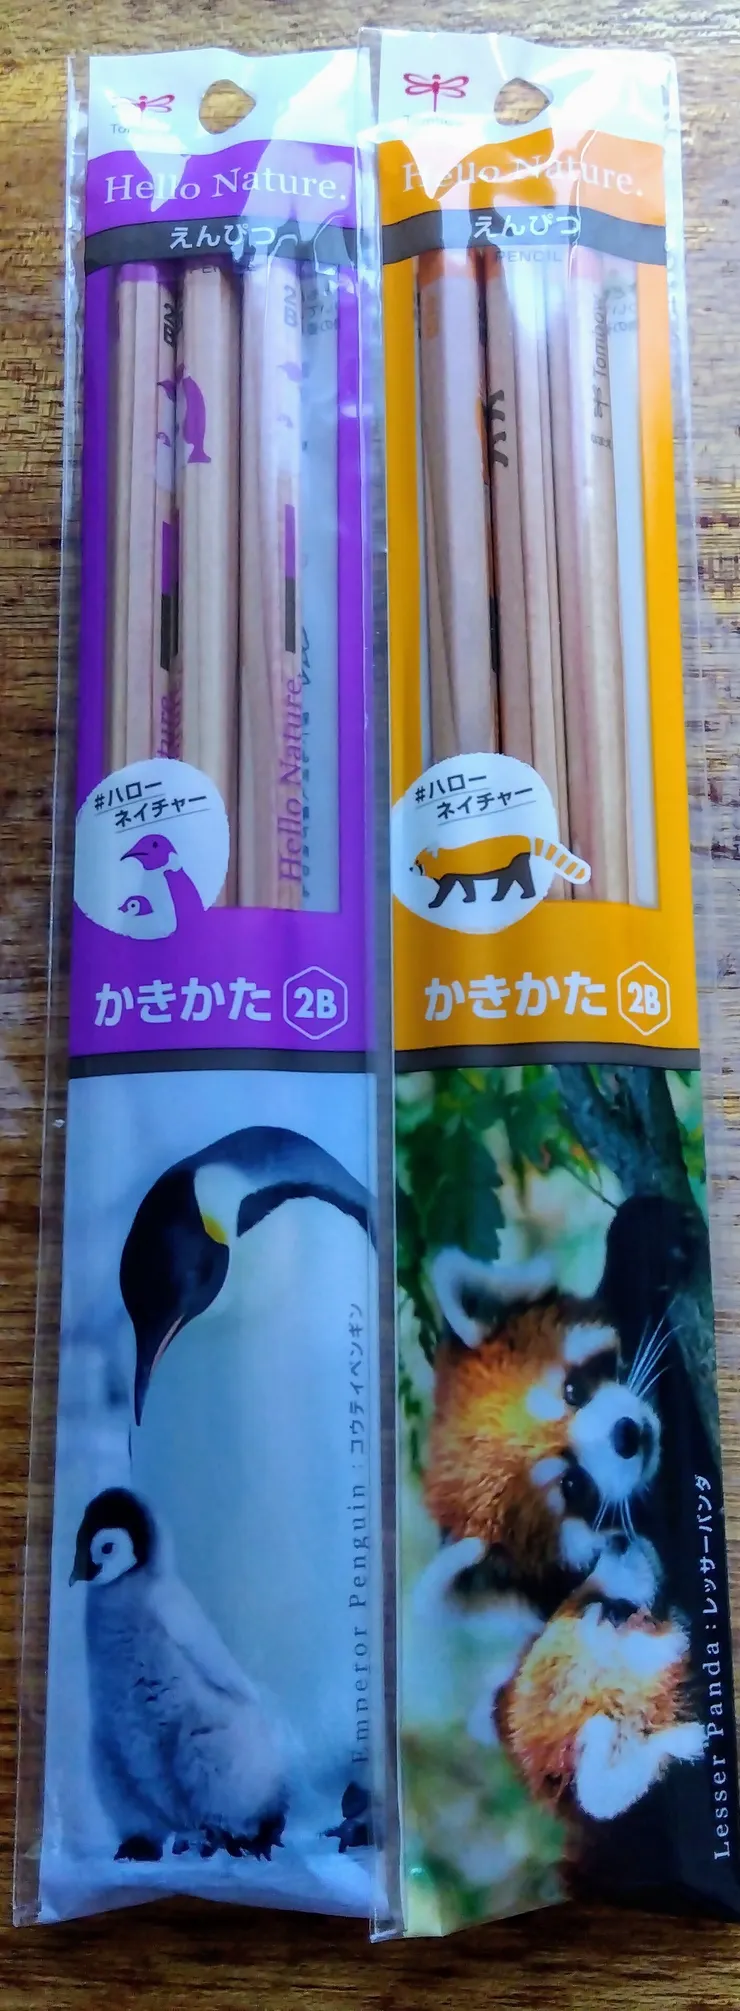 Hello Nature.
えんぴつ
PENCIL
2B
2B
Hello Nature.
#ハロー
ネイチャー
かきかた 2B
Emperor Penguin : コウテイペンギン
Hello Nature.
えんぴつ
PENCIL
Tombow
#ハロー
ネイチャー
かきかた 2B
Lesser Panda : レッサーパンダ